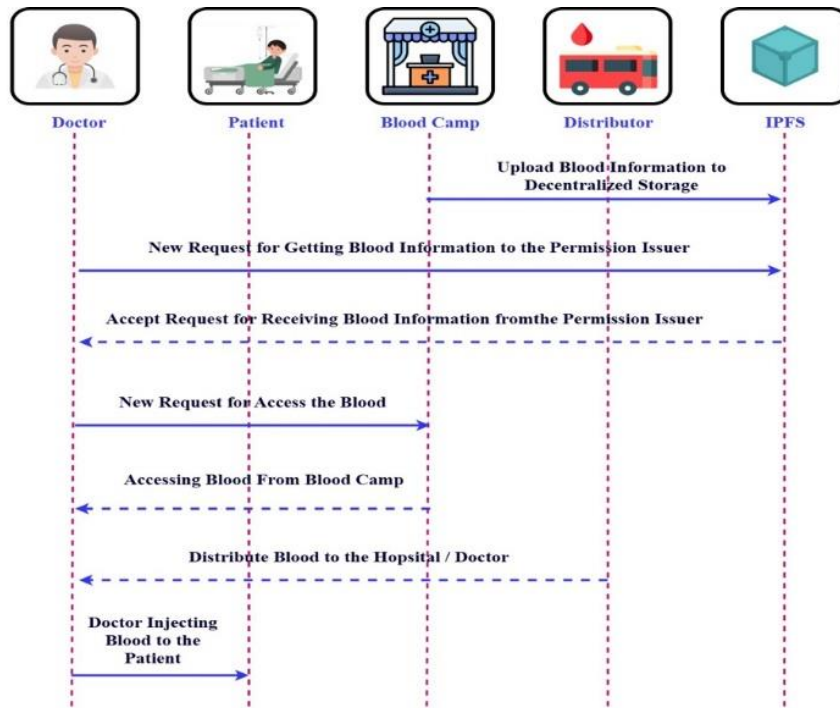 Doctor
Patient
Blood Camp
Distributor
IPFS
Upload Blood Information to
Decentralized Storage
New Request for Getting Blood Information to the Permission Issuer
Accept Request for Receiving Blood Information fromthe Permission Issuer
New Request for Access the Blood
Accessing Blood From Blood Camp
Distribute Blood to the Hopsital / Doctor
Doctor Injecting
Blood to the
Patient